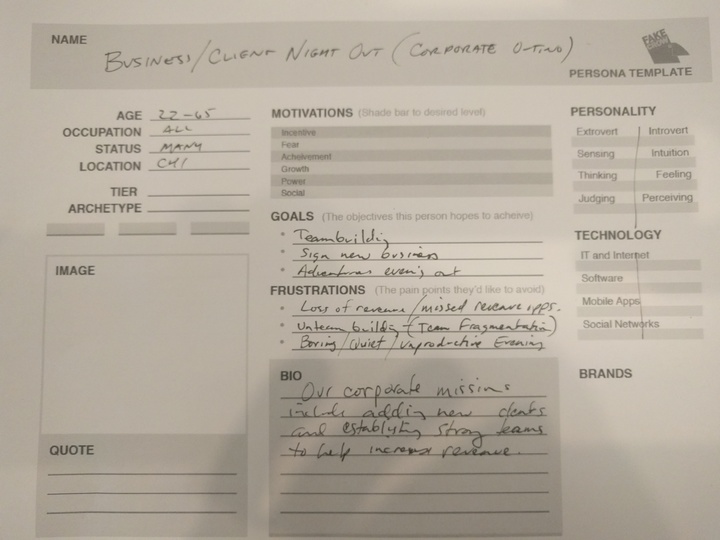 NAME
BUSINESS/CLIENT NIGHT OUT (CORPORATE OUTING)
FAKE
PERSONA TEMPLATE
AGE 22-65
OCCUPATION ALL
STATUS MANY
LOCATION CHI
TIER
ARCHETYPE
IMAGE
QUOTE
MOTIVATIONS (Shade bar to desired level)
Incentive
Fear
Acheivement
Growth
Power
Social
GOALS (The objectives this person hopes to acheive)
• Teambuilding
• Sign new business
• Adventurous evening out
FRUSTRATIONS (The pain points they'd like to avoid)
• Loss of revenue/missed revenue opps.
• Unteam building (Team Fragmentation)
• Boring/Quiet/Unproductive Evening
BIO
Our corporate missions
include adding new clients
and establishing strong teams
to help increase revenue.
PERSONALITY
Extrovert Introvert
Sensing Intuition
Thinking Feeling
Judging Perceiving
TECHNOLOGY
IT and Internet
Software
Mobile Apps
Social Networks
BRANDS